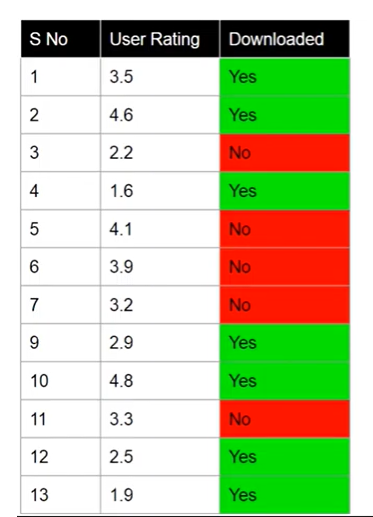 S No User Rating Downloaded
1 3.5 Yes
2 4.6 Yes
3 2.2 No
4 1.6 Yes
5 4.1 No
6 3.9 No
7 3.2 No
9 2.9 Yes
10 4.8 Yes
11 3.3 No
12 2.5 Yes
13 1.9 Yes